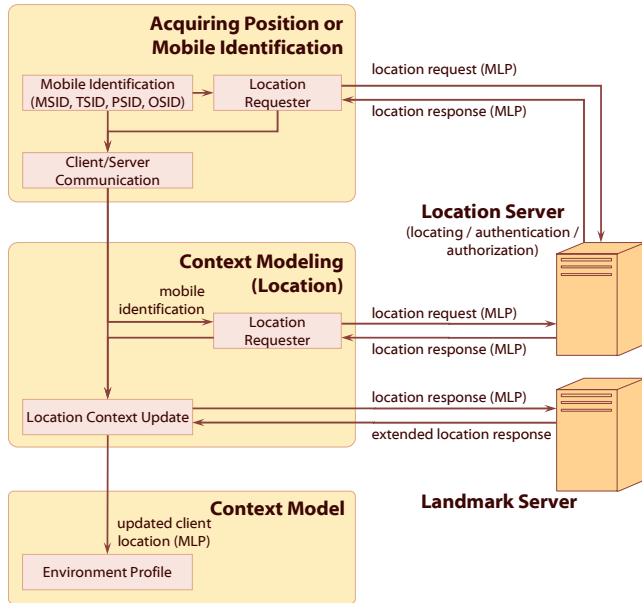 Acquiring Position or
Mobile Identification
Mobile Identification
(MSID, TSID, PSID, OSID)
Location
Requester
location request (MLP)
location response (MLP)
Client/Server
Communication
Location Server
(locating / authentication /
authorization)
Context Modeling
(Location)
mobile
identification
Location
Requester
location request (MLP)
location response (MLP)
Location Context Update
location response (MLP)
extended location response
Landmark Server
Context Model
updated client
location (MLP)
Environment Profile